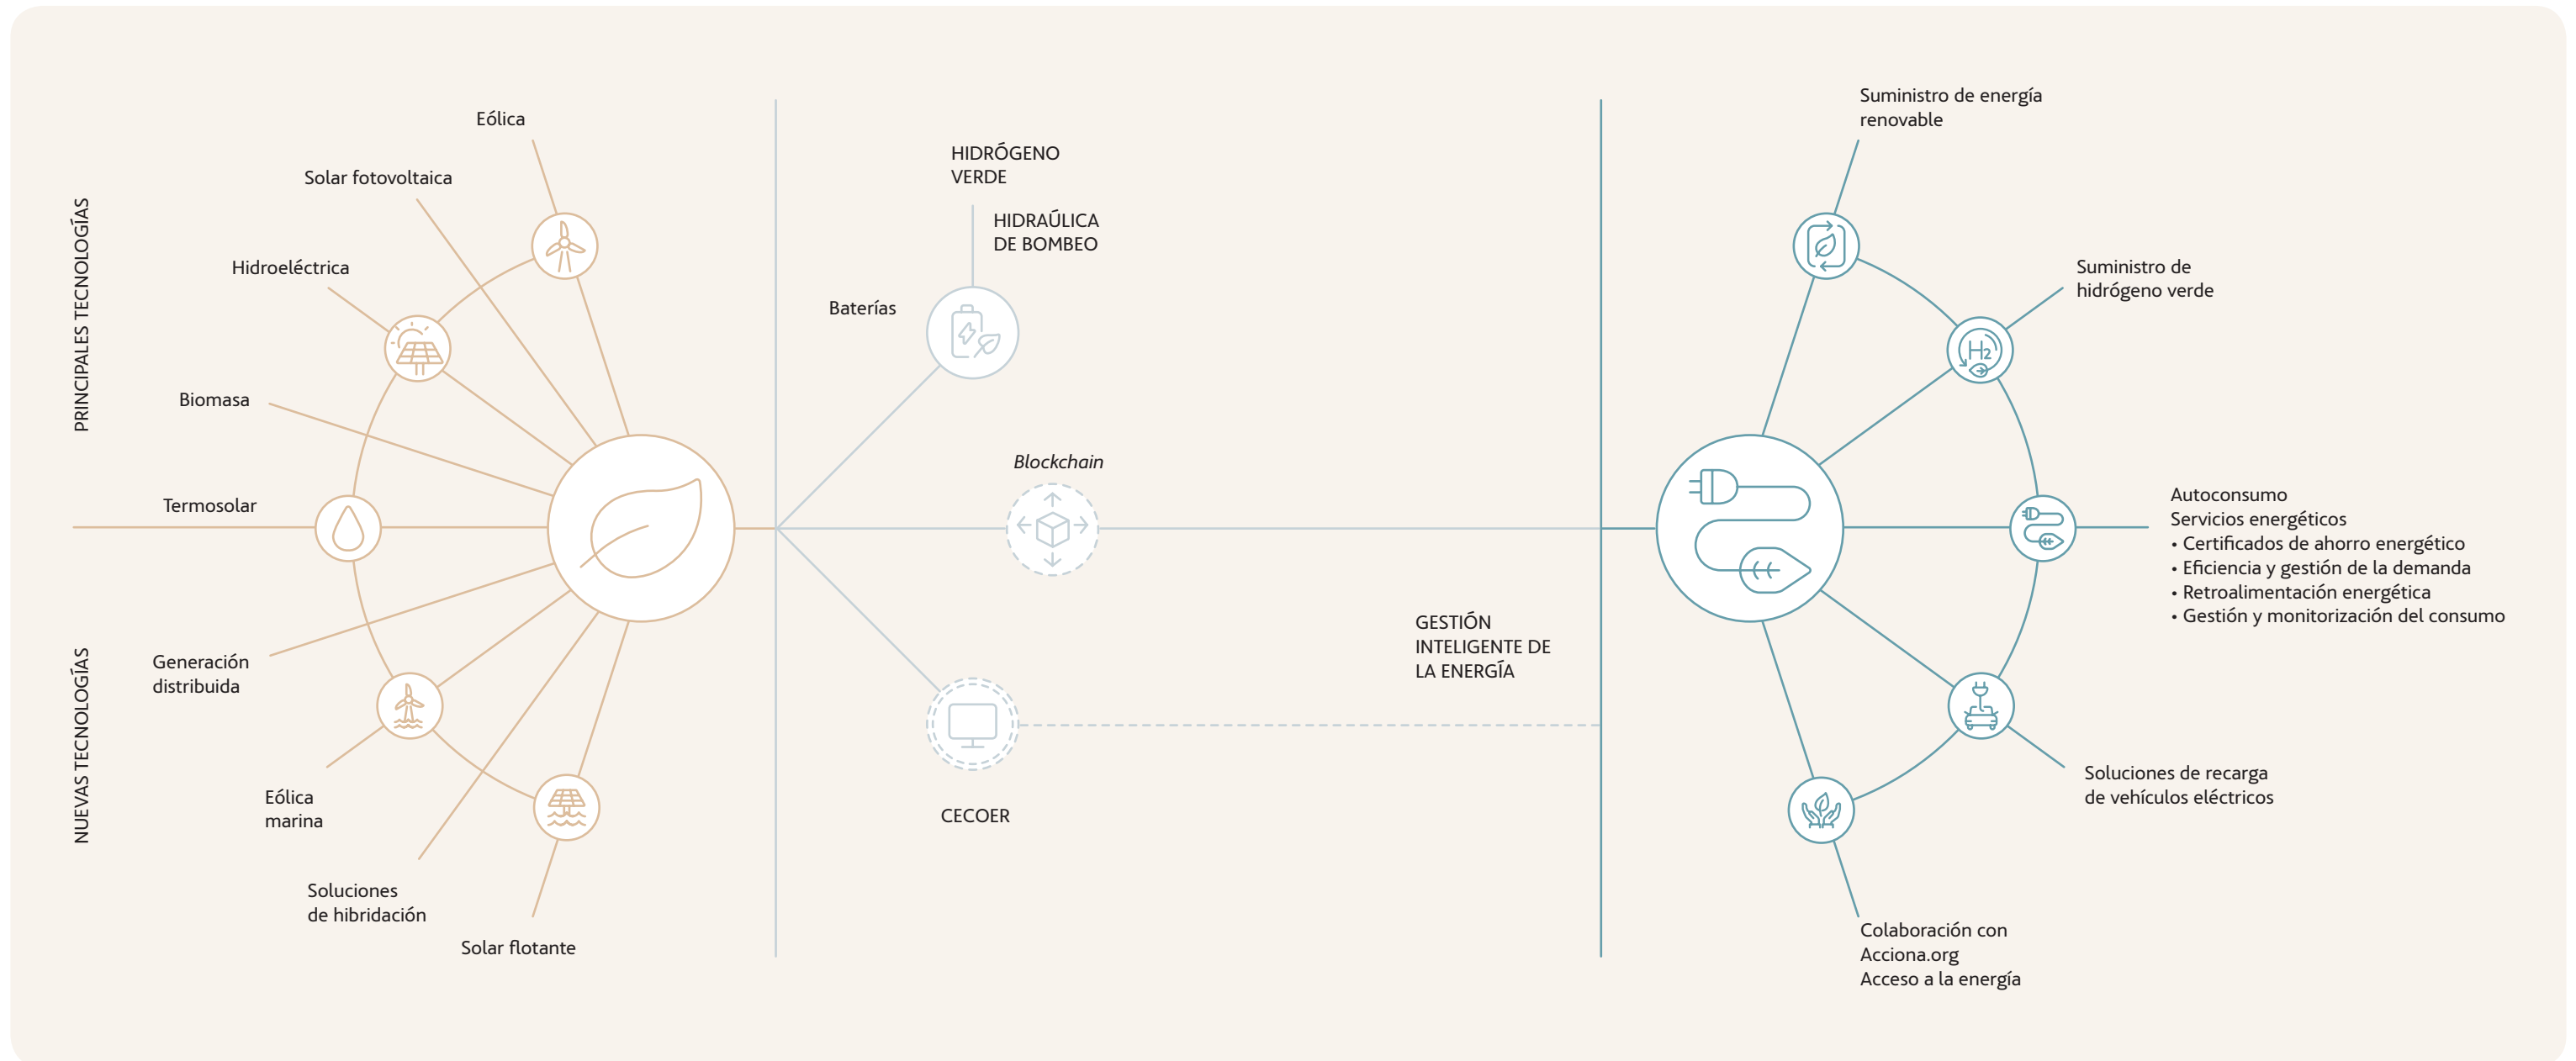 PRINCIPALES TECNOLOGÍAS
Eólica
Solar fotovoltaica
Hidroeléctrica
Biomasa
Termosolar
NUEVAS TECNOLOGÍAS
Generación
distribuida
Eólica
marina
Soluciones
de hibridación
Solar flotante
HIDRÓGENO
VERDE
HIDRAÚLICA
DE BOMBEO
Baterías
Blockchain
CECOER
GESTIÓN
INTELIGENTE DE
LA ENERGÍA
Suministro de energía
renovable
H2
Suministro de
hidrógeno verde
Autoconsumo
Servicios energéticos
• Certificados de ahorro energético
• Eficiencia y gestión de la demanda
• Retroalimentación energética
• Gestión y monitorización del consumo
Soluciones de recarga
de vehículos eléctricos
Colaboración con
Acciona.org
Acceso a la energía